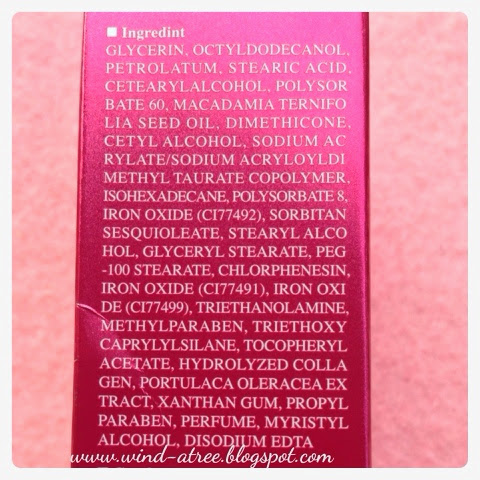 ■ Ingredint
GLYCERIN, OCTYLDODECANOL,
PETROLATUM, STEARIC ACID,
CETEARYLALCOHOL, POLYSOR
BATE 60, MACADAMIA TERNIFO
LIA SEED OIL, DIMETHICONE,
CETYL ALCOHOL, SODIUM AC
RYLATE/SODIUM ACRYLOYLDI
METHYL TAURATE COPOLYMER,
ISOHEXADECANE, POLYSORBATE 8,
IRON OXIDE (CI77492), SORBITAN
SESQUIOLEATE, STEARYL ALCO
HOL, GLYCERYL STEARATE, PEG
-100 STEARATE, CHLORPHENESIN,
IRON OXIDE (CI77491), IRON OXI
DE (CI77499), TRIETHANOLAMINE,
METHYLPARABEN, TRIETHOXY
CAPRYLYLSILANE, TOCOPHERYL
ACETATE, HYDROLYZED COLLA
GEN, PORTULACA OLERACEA EX
TRACT, XANTHAN GUM, PROPYL
PARABEN, PERFUME, MYRISTYL
ALCOHOL, DISODIUM EDTA
www.wind-atree.blogspot.com